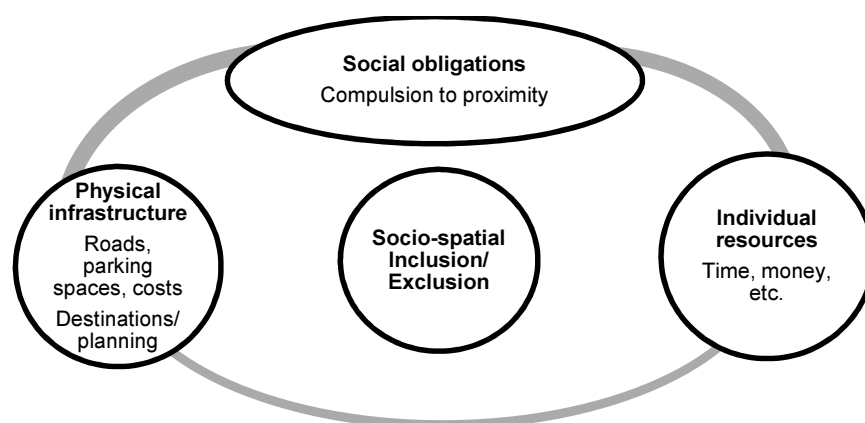 Social obligations
Compulsion to proximity
Physical
infrastructure
Roads,
parking
spaces, costs
Destinations/
planning
Socio-spatial
Inclusion/
Exclusion
Individual
resources
Time, money,
etc.